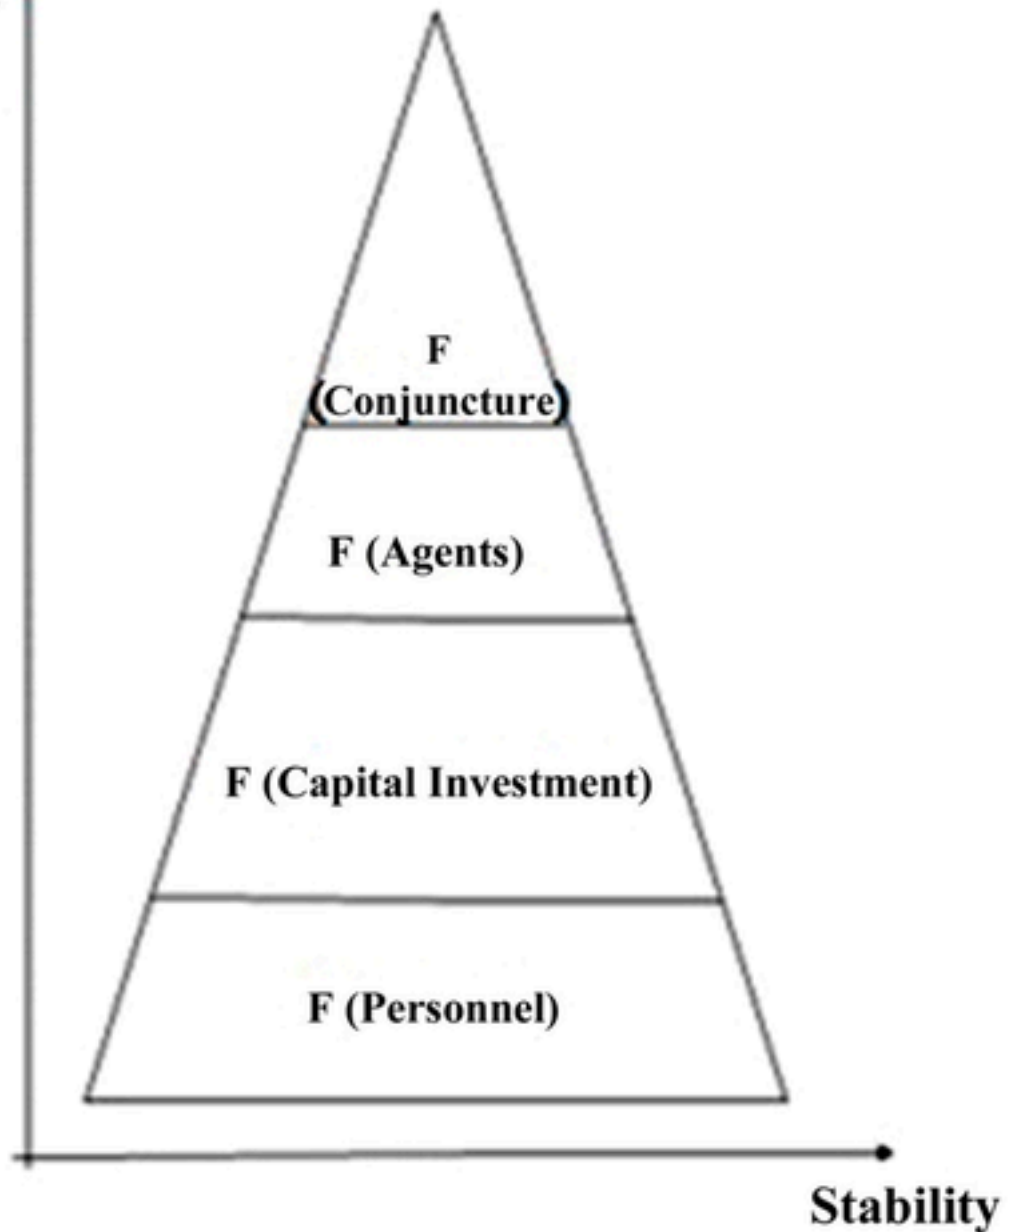 F
(Conjuncture)
F (Agents)
F (Capital Investment)
F (Personnel)
Stability